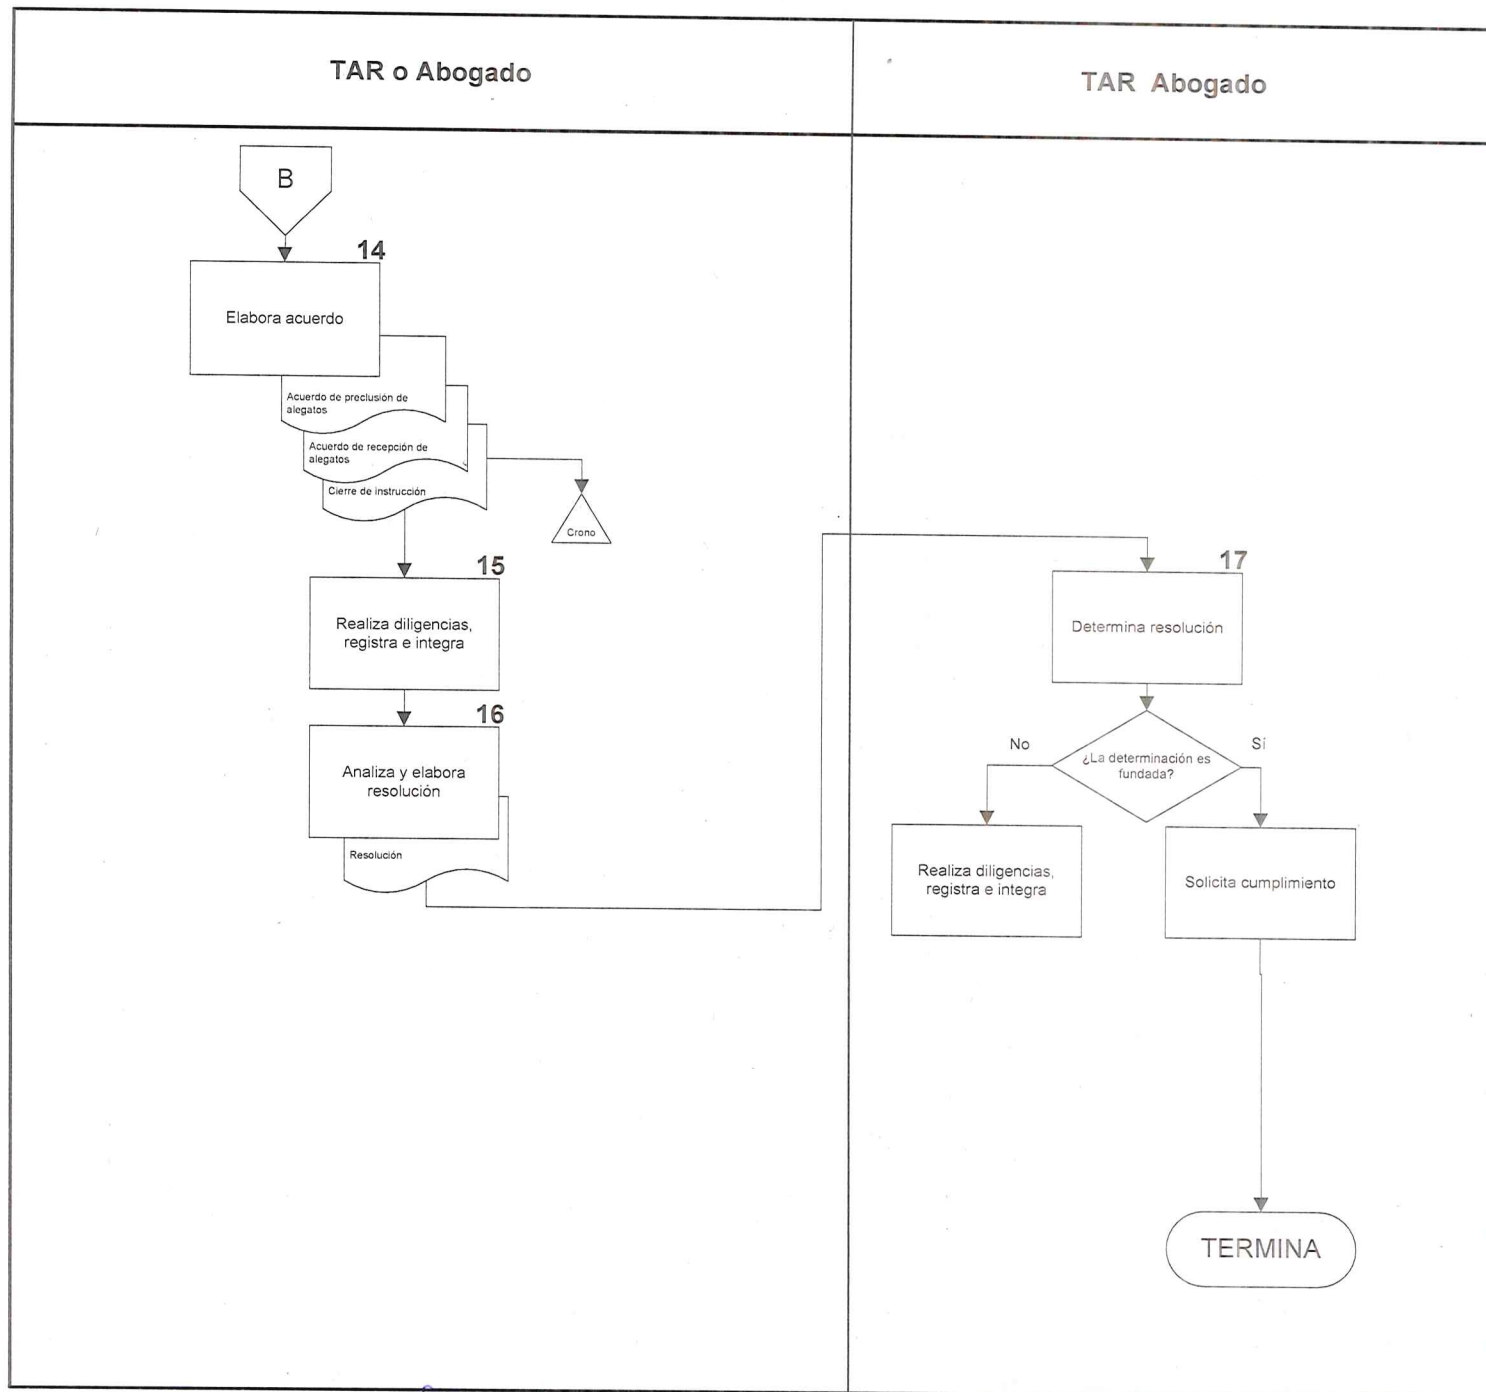 TAR o Abogado
TAR Abogado
B
14
Elabora acuerdo
Acuerdo de preclusión de
alegatos
Acuerdo de recepción de
alegatos
Cierre de instrucción
Crono
15
Realiza diligencias,
registra e integra
16
Analiza y elabora
resolución
Resolución
17
Determina resolución
¿La determinación es
fundada?
No
Sí
Realiza diligencias,
registra e integra
Solicita cumplimiento
TERMINA